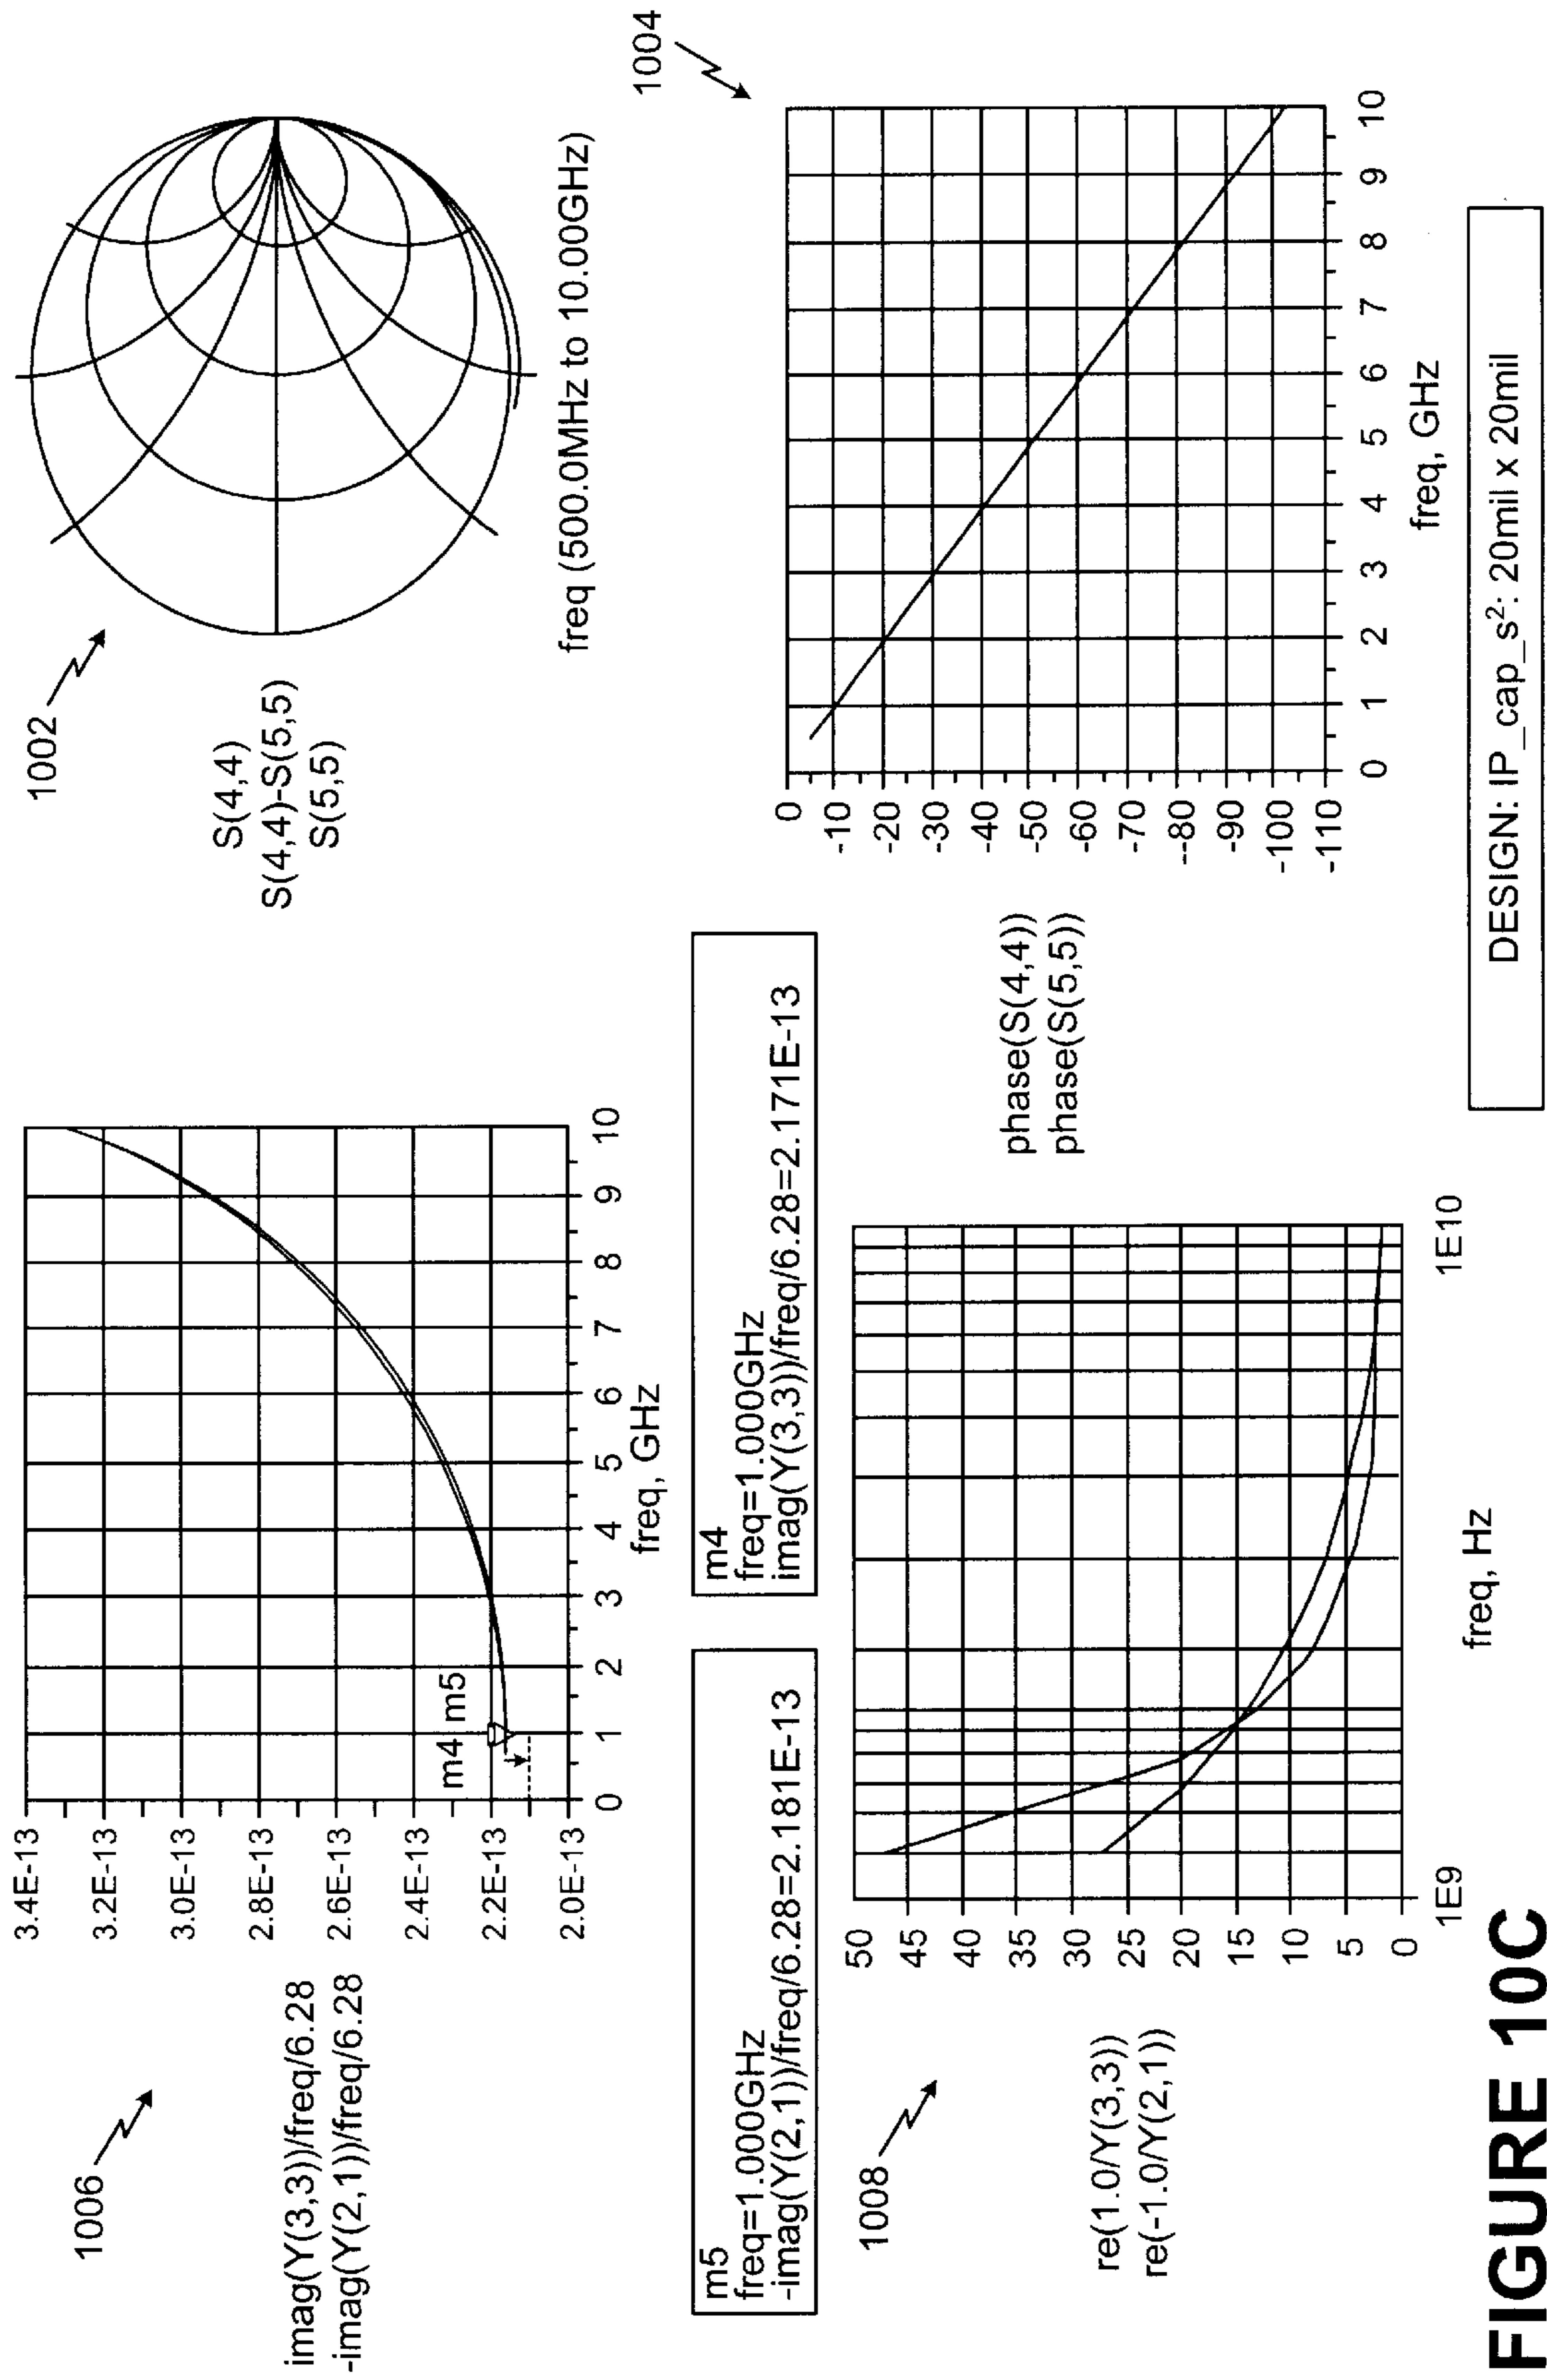 1006
imag(Y(3,3))/freq/6.28
-imag(Y(2,1))/freq/6.28
3.4E-13
3.2E-13
3.0E-13
2.8E-13
2.6E-13
2.4E-13
2.2E-13
2.0E-13
m4 m5
0 1 2 3 4 5 6 7 8 9 10
freq, GHz
1002
S(4,4)
S(4,4)-S(5,5)
S(5,5)
freq (500.0MHz to 10.00GHz)
m5
freq=1.000GHz
-imag(Y(2,1))/freq/6.28=2.181E-13
m4
freq=1.000GHz
imag(Y(3,3))/freq/6.28=2.171E-13
1008
re(1.0/Y(3,3))
re(-1.0/Y(2,1))
50
45
40
35
30
25
20
15
10
5
0
1E9 1E10
freq, Hz
1004
phase(S(4,4))
phase(S(5,5))
0
-10
-20
-30
-40
-50
-60
-70
--80
-90
-100
-110
0 1 2 3 4 5 6 7 8 9 10
freq, GHz
DESIGN: IP_cap_s²: 20mil x 20mil
FIGURE 10C